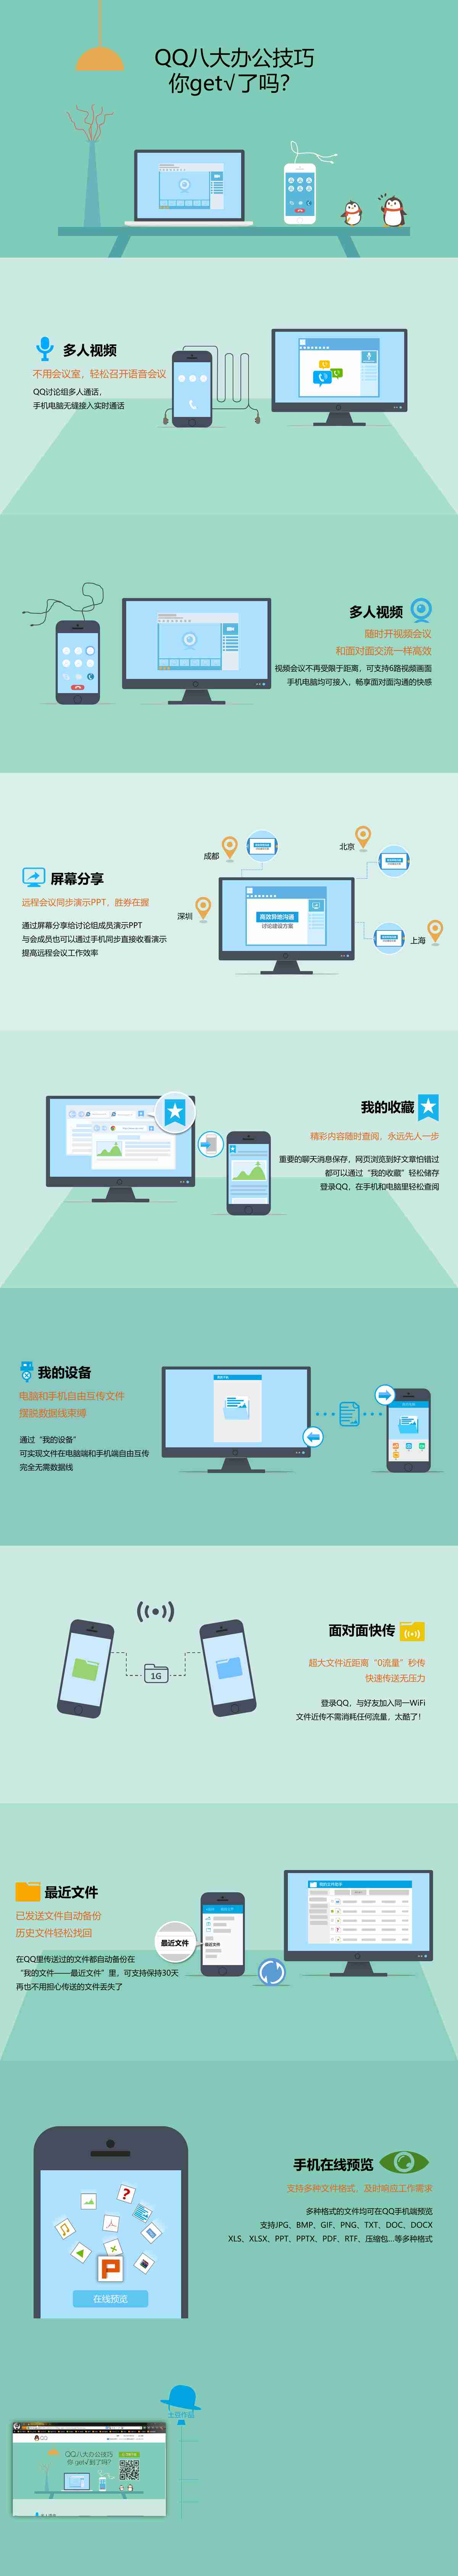 QQ八大办公技巧
你get√了吗?
多人视频
不用会议室，轻松召开语音会议
QQ讨论组多人通话，
手机电脑无缝接入实时通话
多人视频
随时开视频会议
和面对面交流一样高效
视频会议不再受限于距离，可支持6路视频画面
手机电脑均可接入，畅享面对面沟通的快感
屏幕分享
远程会议同步演示PPT，胜券在握
通过屏幕分享给讨论组成员演示PPT
与会成员也可以通过手机同步直接收看演示
提高远程会议工作效率
成都
北京
深圳
上海
高效异地沟通
讨论建设方案
我的收藏
精彩内容随时查阅，永远先人一步
重要的聊天消息保存，网页浏览到好文章怕错过
都可以通过“我的收藏”轻松储存
登录QQ，在手机和电脑里轻松查阅
我的设备
电脑和手机自由互传文件
摆脱数据线束缚
通过“我的设备”
可实现文件在电脑端和手机端自由互传
完全无需数据线
1G
面对面快传
超大文件近距离“0流量”秒传
快速传送无压力
登录QQ，与好友加入同一WiFi
文件近传不需消耗任何流量，太酷了！
最近文件
已发送文件自动备份
历史文件轻松找回
在QQ里传送过的文件都自动备份在
“我的文件——最近文件”里，可支持保持30天
再也不用担心传送的文件丢失了
最近文件
最近文件
我的文件助手
手机在线预览
支持多种文件格式，及时响应工作需求
多种格式的文件均可在QQ手机端预览
支持JPG、BMP、GIF、PNG、TXT、DOC、DOCX
XLS、XLSX、PPT、PPTX、PDF、RTF、压缩包...等多种格式
P
在线预览
土豆作品
QQ
QQ八大办公技巧
你 get√到了吗?